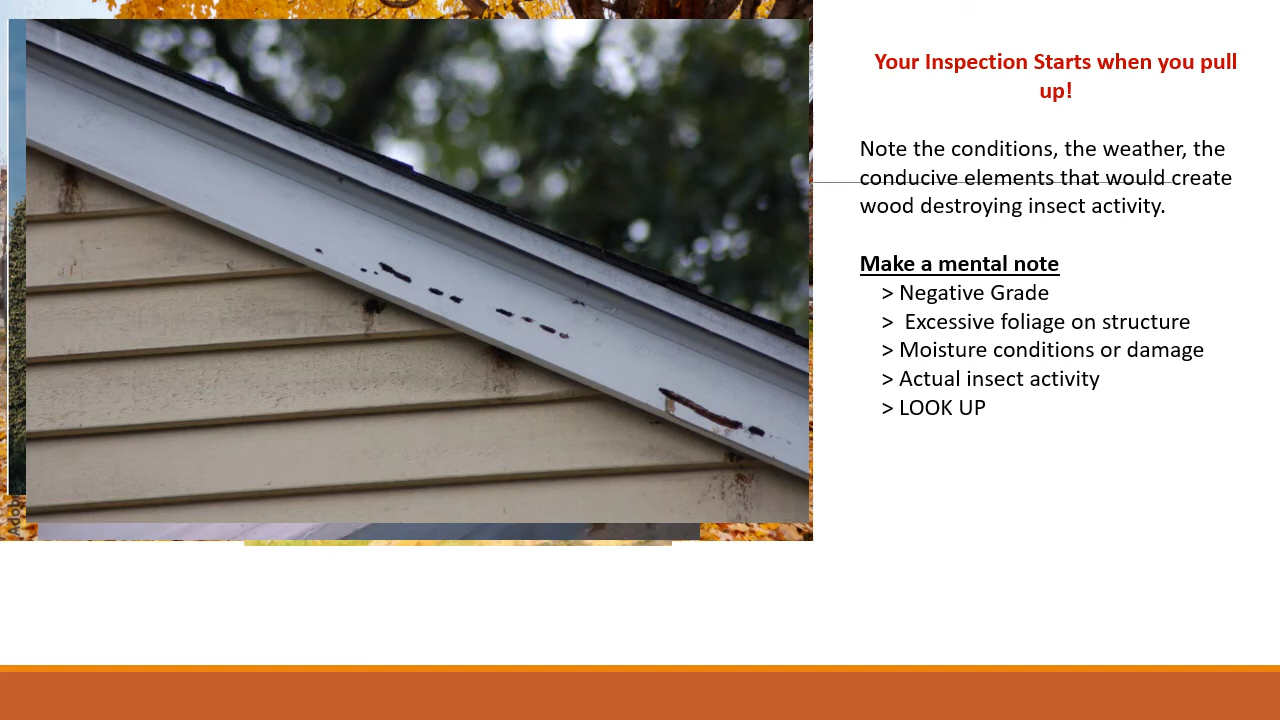 Your Inspection Starts when you pull
up!
Note the conditions, the weather, the
conducive elements that would create
wood destroying insect activity.
Make a mental note
> Negative Grade
> Excessive foliage on structure
> Moisture conditions or damage
> Actual insect activity
> LOOK UP